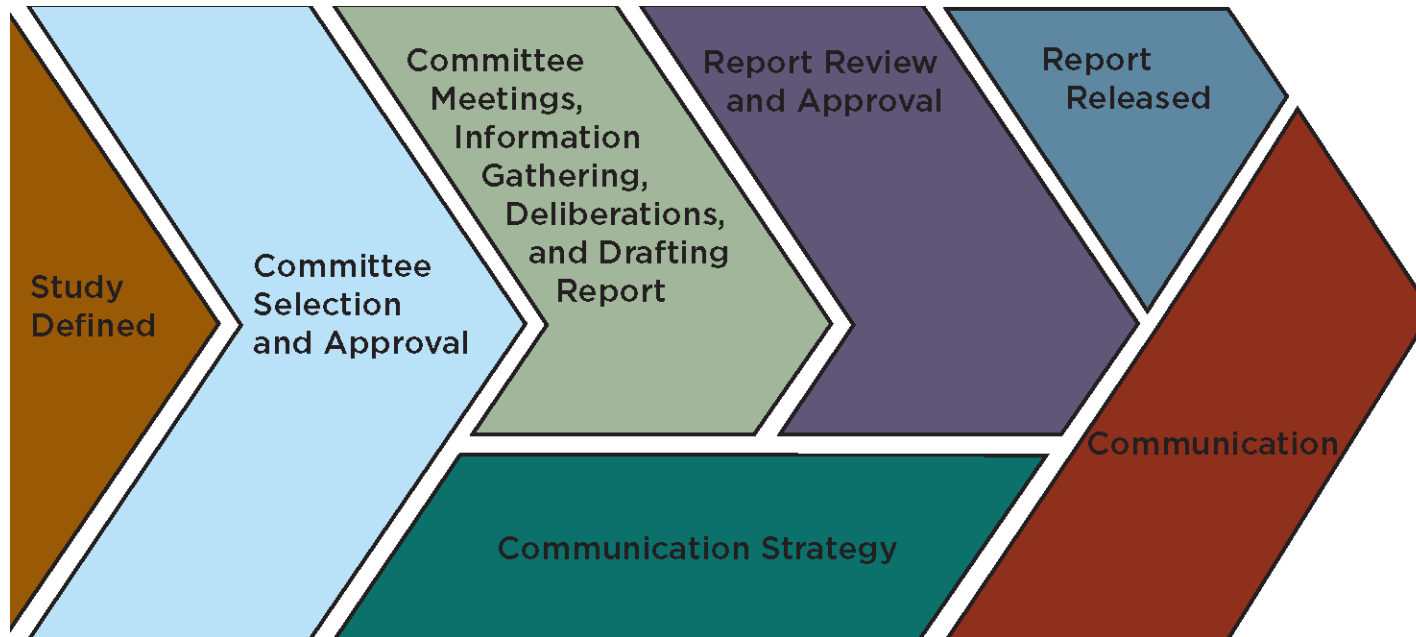 Study
Defined
Committee
Selection
and Approval
Committee
Meetings,
Information
Gathering,
Deliberations,
and Drafting
Report
Report Review
and Approval
Report
Released
Communication Strategy
Communication